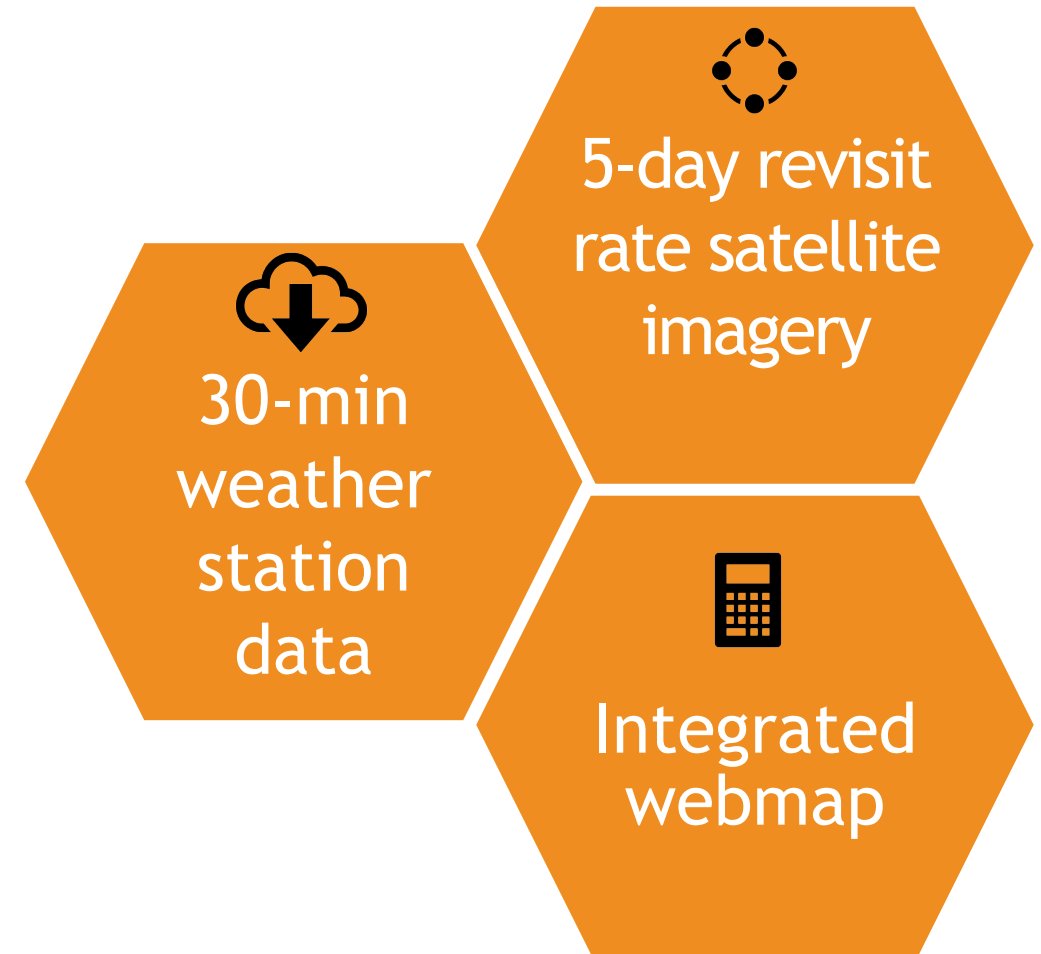 5-day revisit
rate satellite
imagery
30-min
weather
station
data
Integrated
webmap